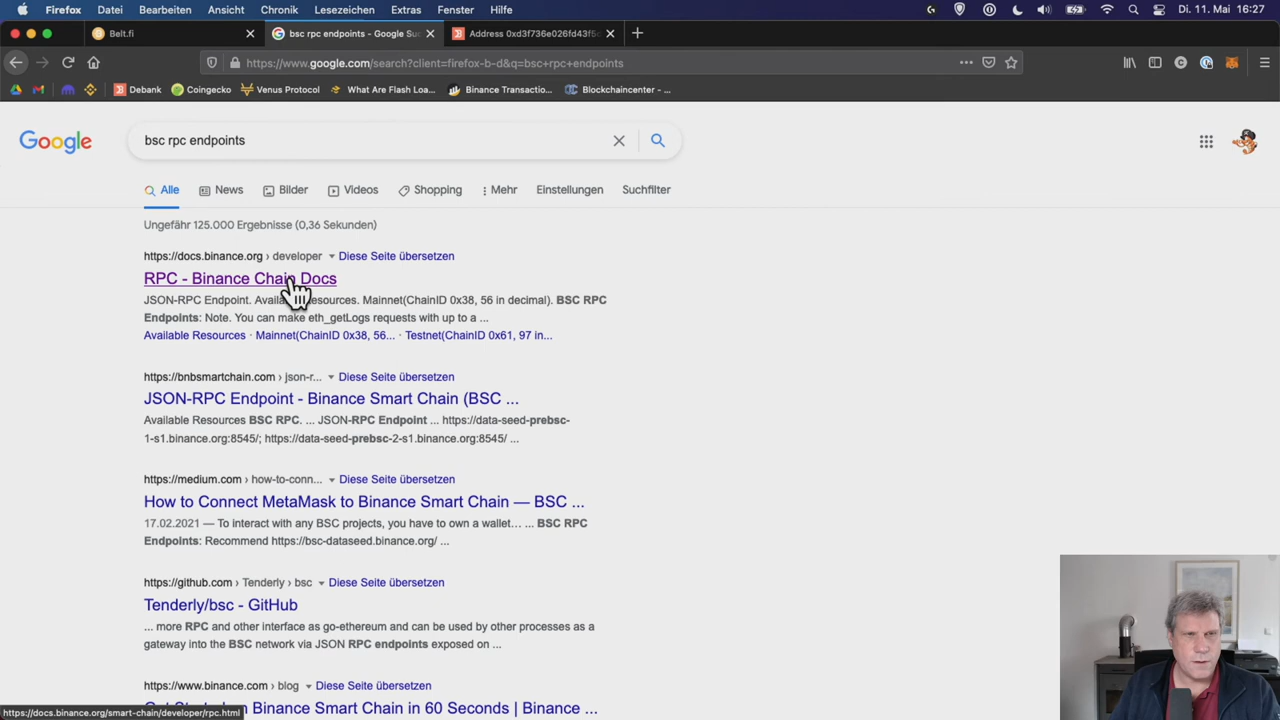 Firefox Datei Bearbeiten Ansicht Chronik Lesezeichen Extras Fenster Hilfe Di. 11. Mai 16:27
Belt.fi bsc rpc endpoints - Google Suc Address 0xd3f736e026fd43f5
https://www.google.com/search?client=firefox-b-d&q=bsc+rpc+endpoints
Debank Coingecko Venus Protocol What Are Flash Loa... Binance Transactio... Blockchaincenter - ...
Google bsc rpc endpoints
Alle News Bilder Videos Shopping Mehr Einstellungen Suchfilter
Ungefähr 125.000 Ergebnisse (0,36 Sekunden)
https://docs.binance.org › developer Diese Seite übersetzen
RPC - Binance Chain Docs
JSON-RPC Endpoint. esources. Mainnet(ChainID 0x38, 56 in decimal). BSC RPC
Endpoints: Note. You can make eth_getLogs requests with up to a ...
Available Resources · Mainnet(ChainID 0x38, 56... · Testnet(ChainID 0x61, 97 in...
https://bnbsmartchain.com › json-r... Diese Seite übersetzen
JSON-RPC Endpoint - Binance Smart Chain (BSC ...
Available Resources BSC RPC. ... JSON-RPC Endpoint ... https://data-seed-prebsc-
1-s1.binance.org:8545/; https://data-seed-prebsc-2-s1.binance.org:8545/ ...
https://medium.com › how-to-conn... Diese Seite übersetzen
How to Connect MetaMask to Binance Smart Chain — BSC ...
17.02.2021 — To interact with any BSC projects, you have to own a wallet… ... BSC RPC
Endpoints: Recommend https://bsc-dataseed.binance.org/ ...
https://github.com › Tenderly › bsc Diese Seite übersetzen
Tenderly/bsc - GitHub
... more RPC and other interface as go-ethereum and can be used by other processes as a
gateway into the BSC network via JSON RPC endpoints exposed on ...
https://www.binance.com › blog Diese Seite übersetzen
Binance Smart Chain in 60 Seconds | Binance ...
https://docs.binance.org/smart-chain/developer/rpc.html